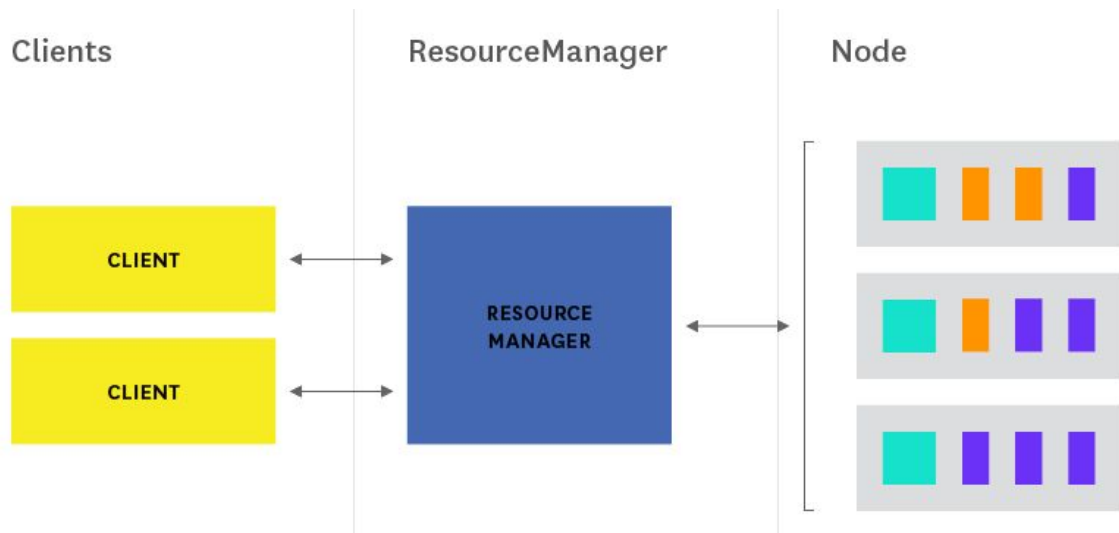 Clients
ResourceManager
Node
CLIENT
CLIENT
RESOURCE
MANAGER